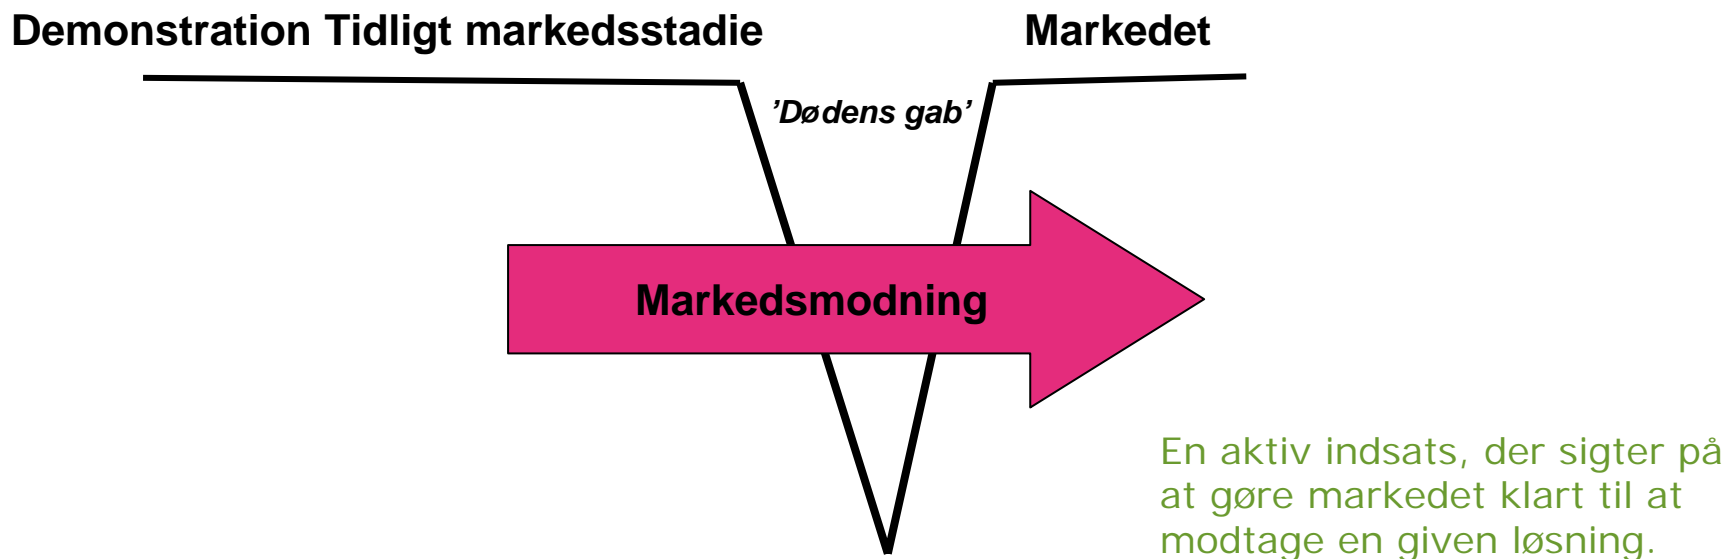 Demonstration Tidligt markedsstadie Markedet
’Dødens gab’
Markedsmodning
En aktiv indsats, der sigter på
at gøre markedet klart til at
modtage en given løsning.